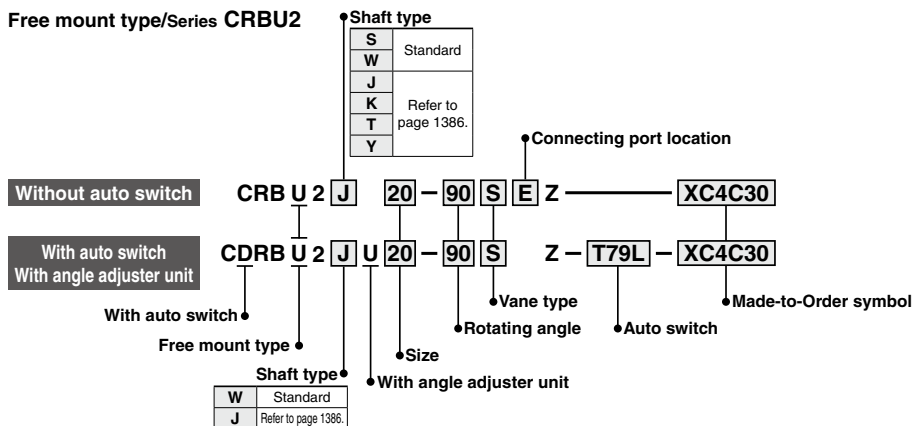 Free mount type/Series CRBU2
Shaft type
S
W
Standard
J
K
T
Y
Refer to
page 1386.
Connecting port location
Without auto switch
CRB U 2 J 20 – 90 S E Z — XC4C30
With auto switch
With angle adjuster unit
CDRB U 2 J U 20 – 90 S Z – T79L – XC4C30
Vane type
Made-to-Order symbol
With auto switch
Rotating angle
Auto switch
Free mount type
Size
Shaft type
With angle adjuster unit
W Standard
J Refer to page 1386.